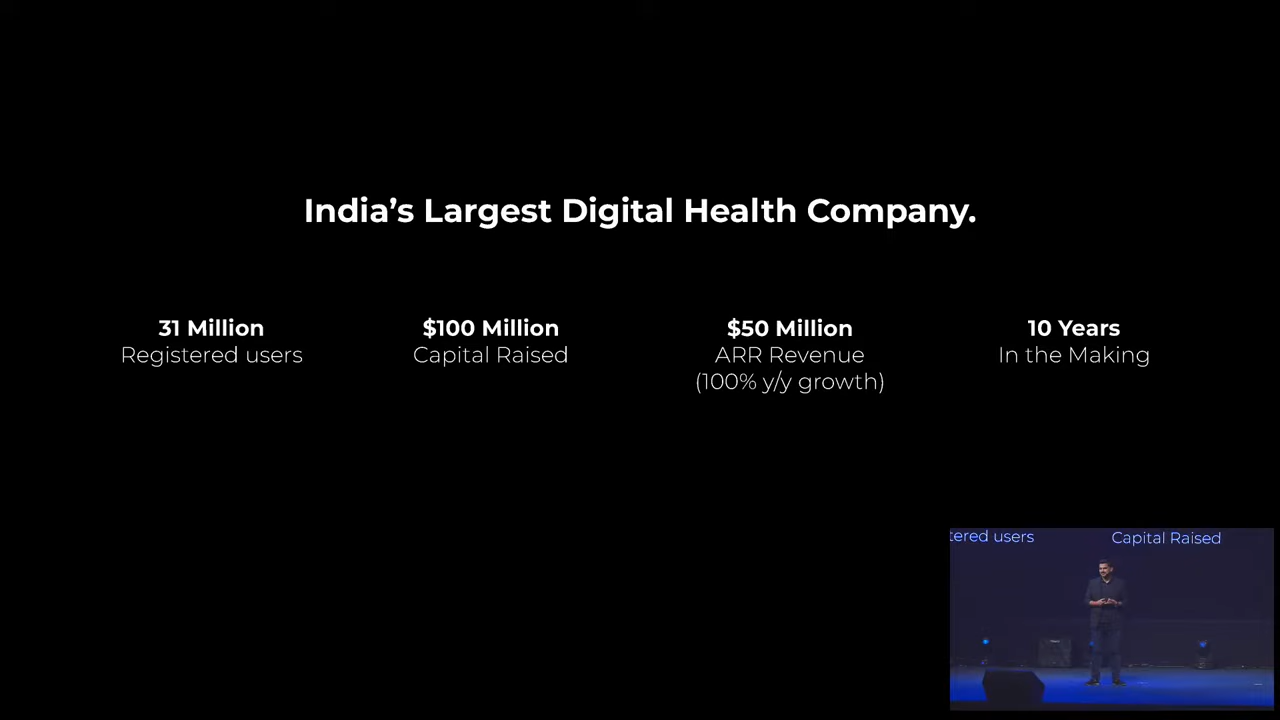 India’s Largest Digital Health Company.
31 Million
Registered users
$100 Million
Capital Raised
$50 Million
ARR Revenue
(100% y/y growth)
10 Years
In the Making
tered users
Capital Raised